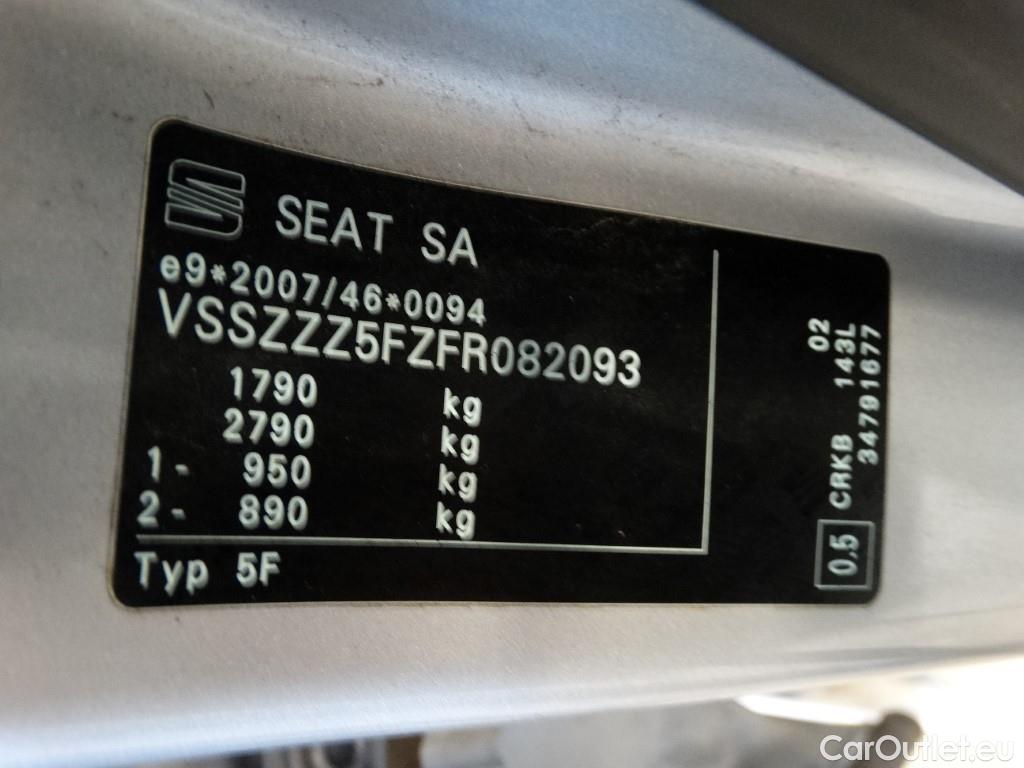 SEAT SA
e9*2007/46*0094
VSSZZZ5FZFR082093
1790 kg
2790 kg
1- 950 kg
2- 890 kg
Typ 5F
02
CRKB 143L
34791677
0,5
CarOutlet.eu